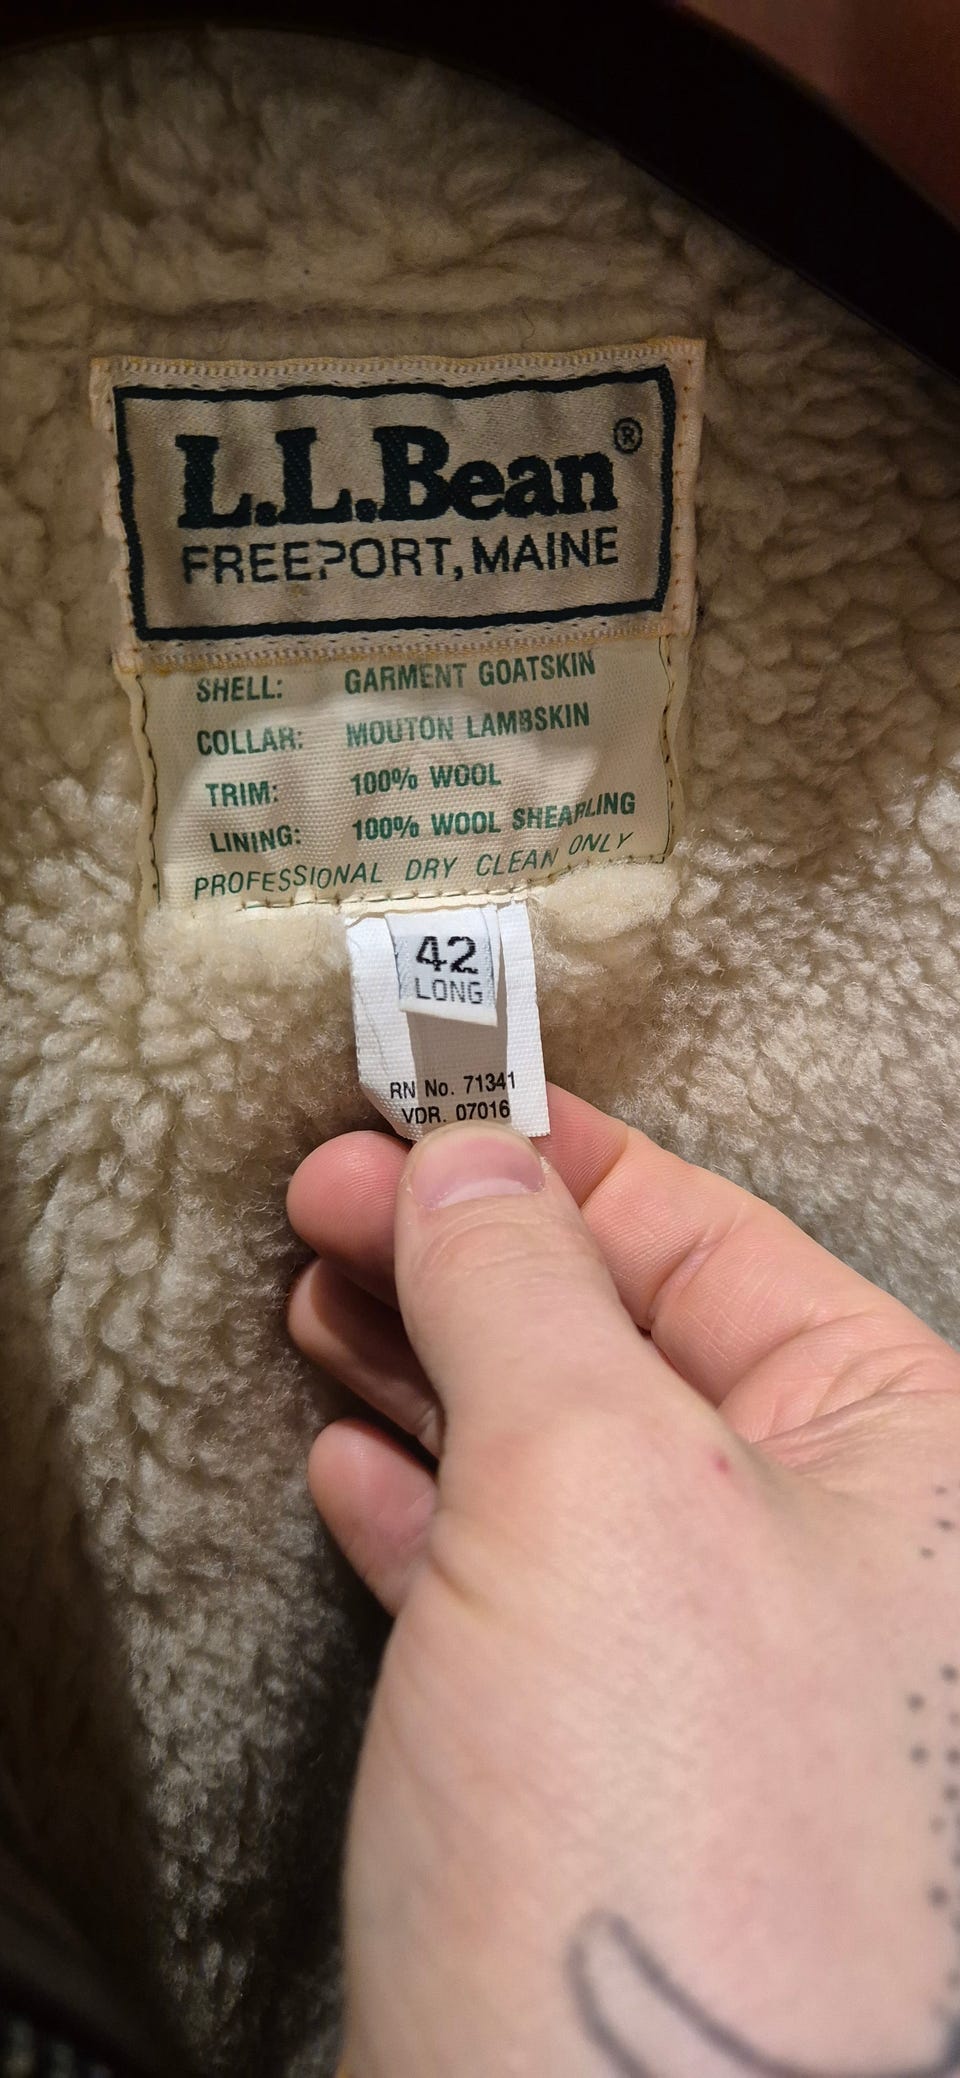 L.L.Bean®
FREEPORT, MAINE
SHELL: GARMENT GOATSKIN
COLLAR: MOUTON LAMBSKIN
TRIM: 100% WOOL
LINING: 100% WOOL SHEARLING
PROFESSIONAL DRY CLEAN ONLY
42
LONG
RN No. 71341
VDR. 07016